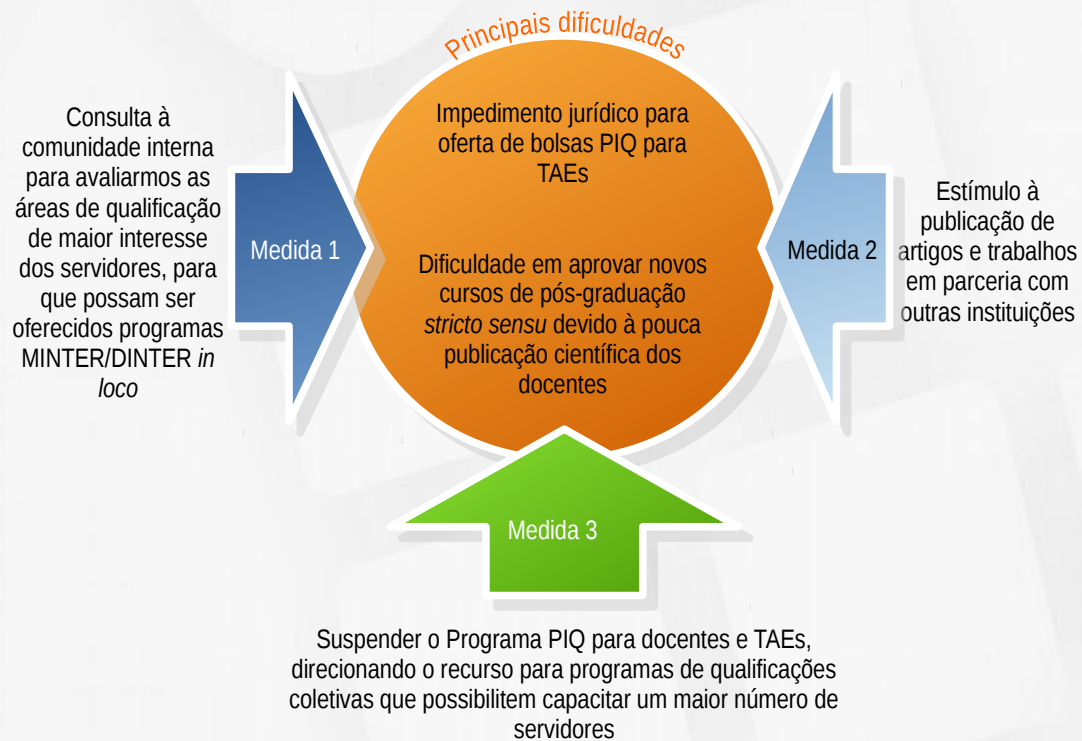 Principais dificuldades
Impedimento jurídico para
oferta de bolsas PIQ para
TAEs
Dificuldade em aprovar novos
cursos de pós-graduação
stricto sensu devido à pouca
publicação científica dos
docentes
Consulta à
comunidade interna
para avaliarmos as
áreas de qualificação
de maior interesse
dos servidores, para
que possam ser
oferecidos programas
MINTER/DINTER in
loco
Medida 1
Medida 2
Estímulo à
publicação de
artigos e trabalhos
em parceria com
outras instituições
Medida 3
Suspender o Programa PIQ para docentes e TAEs,
direcionando o recurso para programas de qualificações
coletivas que possibilitem capacitar um maior número de
servidores